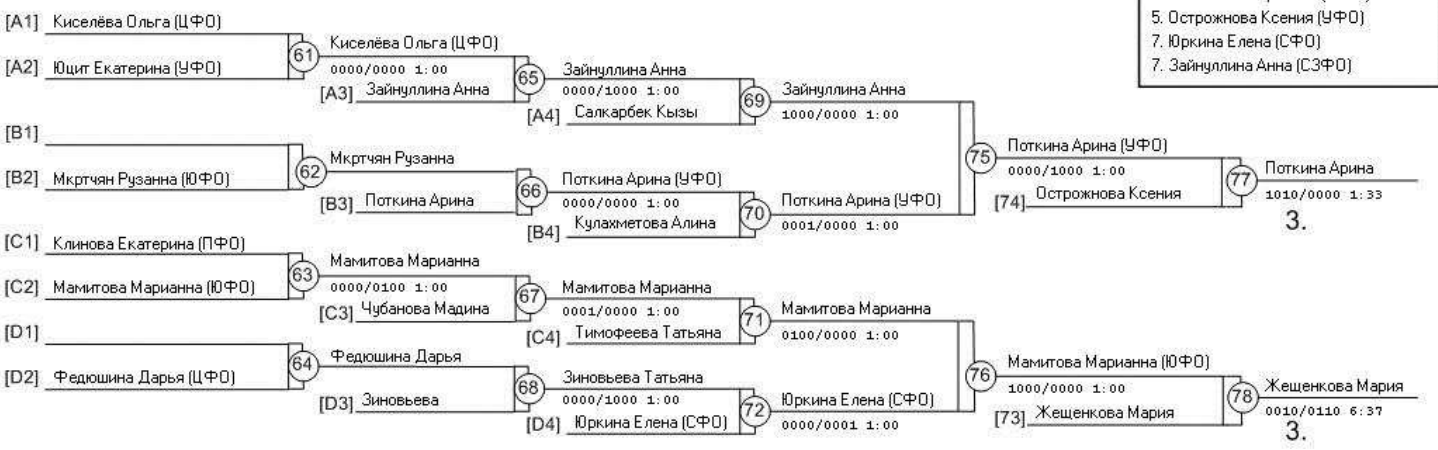 5. Острожнова Ксения (УФО)
7. Юркина Елена (СФО)
7. Зайнуллина Анна (СЗФО)
[A1] Киселёва Ольга (ЦФО)
[A2] Юцит Екатерина (УФО)
61
Киселёва Ольга (ЦФО)
0000/0000 1:00
[A3] Зайнуллина Анна
65
Зайнуллина Анна
0000/1000 1:00
[A4] Салкарбек Кызы
69
Зайнуллина Анна
1000/0000 1:00
[B1]
[B2] Мкртчян Рузанна (ЮФО)
62
Мкртчян Рузанна
[B3] Поткина Арина
66
Поткина Арина (УФО)
0000/0000 1:00
[B4] Кулахметова Алина
70
Поткина Арина (УФО)
0001/0000 1:00
75
Поткина Арина (УФО)
0000/1000 1:00
[74] Острожнова Ксения
77
Поткина Арина
1010/0000 1:33
3.
[C1] Клинова Екатерина (ПФО)
[C2] Мамитова Марианна (ЮФО)
63
Мамитова Марианна
0000/0100 1:00
[C3] Чубанова Мадина
67
Мамитова Марианна
0001/0000 1:00
[C4] Тимофеева Татьяна
71
Мамитова Марианна
0100/0000 1:00
[D1]
[D2] Федюшина Дарья (ЦФО)
64
Федюшина Дарья
[D3] Зиновьева
68
Зиновьева Татьяна
0000/1000 1:00
[D4] Юркина Елена (СФО)
72
Юркина Елена (СФО)
0000/0001 1:00
76
Мамитова Марианна (ЮФО)
1000/0000 1:00
[73] Жещенкова Мария
78
Жещенкова Мария
0010/0110 6:37
3.